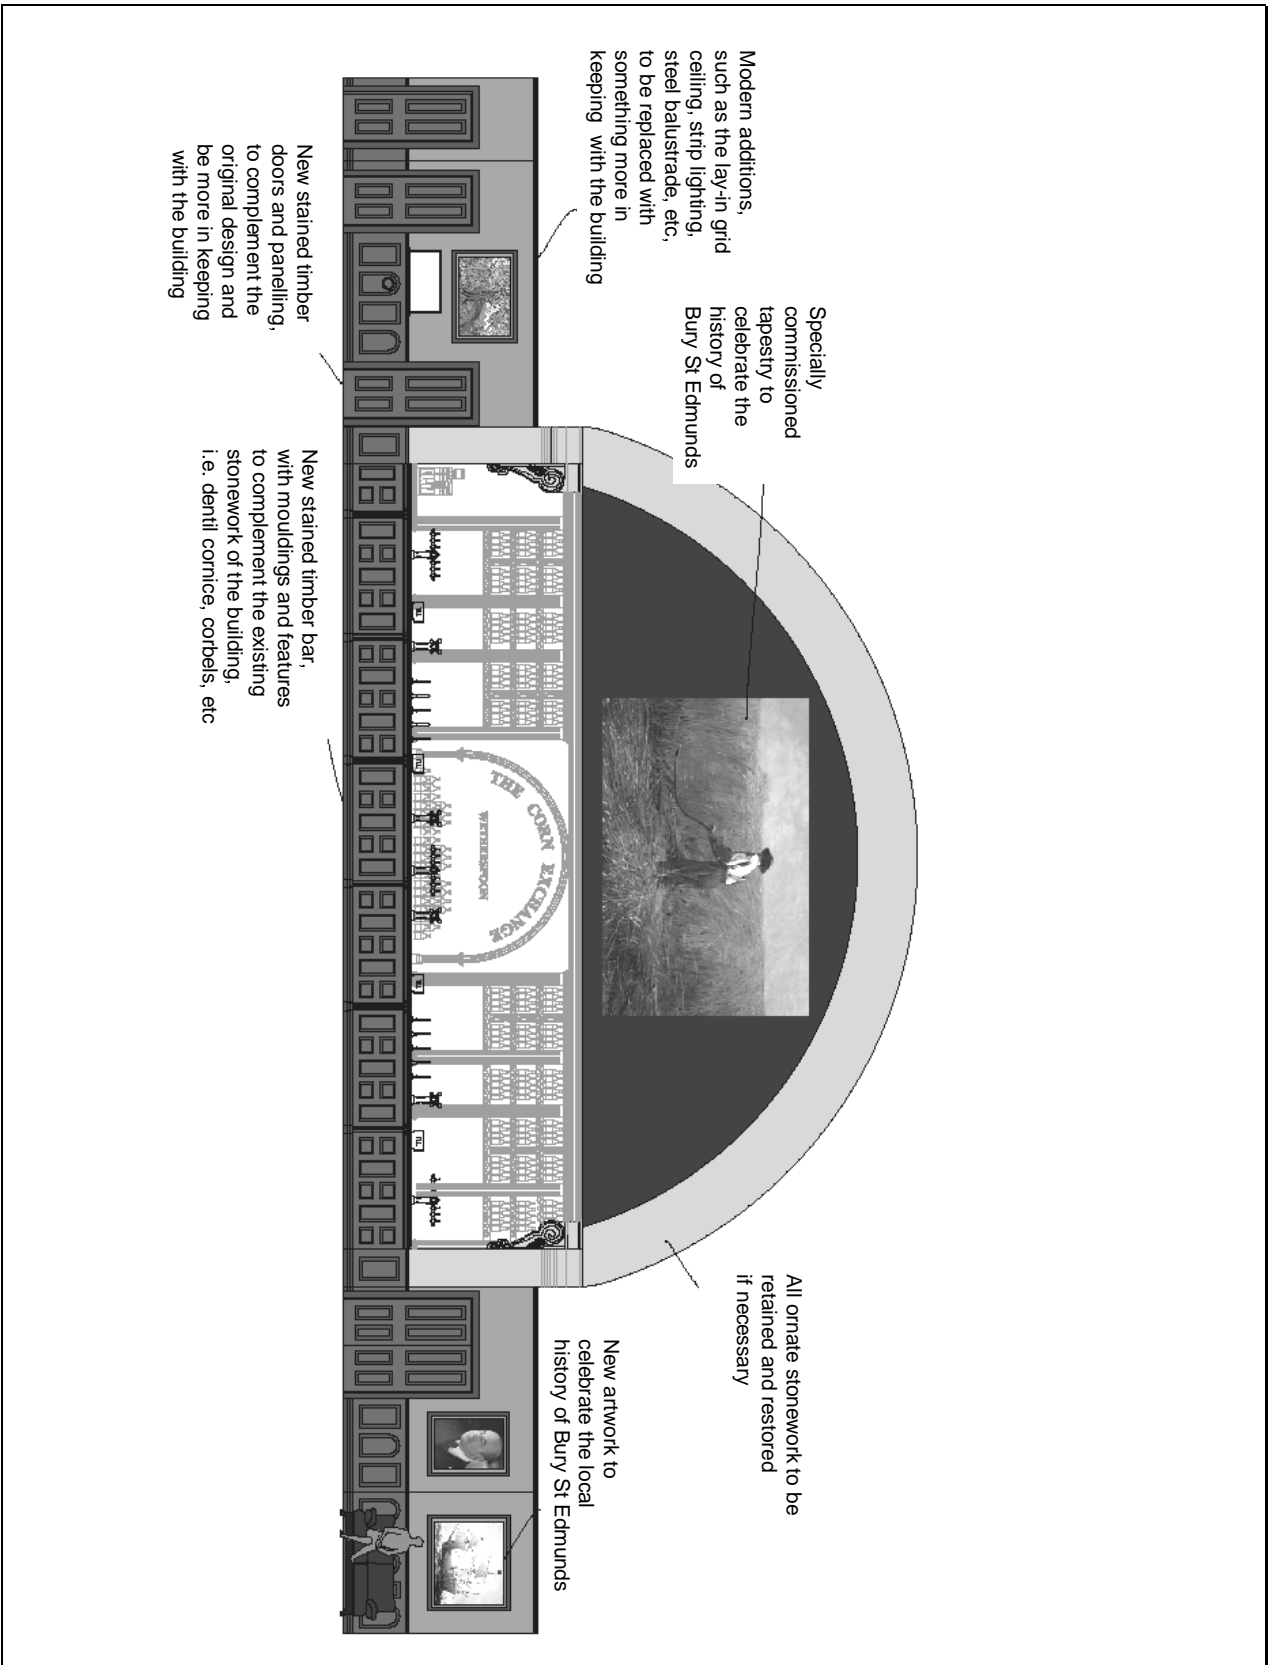 Modern additions,
such as the lay-in grid
ceiling, strip lighting,
steel balustrade, etc,
to be replaced with
something more in
keeping with the building
Specially
commissioned
tapestry to
celebrate the
history of
Bury St Edmunds
All ornate stonework to be
retained and restored
if necessary
New artwork to
celebrate the local
history of Bury St Edmunds
THE CORN EXCHANGE
WETHERSPOON
TILL
TILL
TILL
TILL
New stained timber
doors and panelling,
to complement the
original design and
be more in keeping
with the building
New stained timber bar,
with mouldings and features
to complement the existing
stonework of the building,
i.e. dentil cornice, corbels, etc